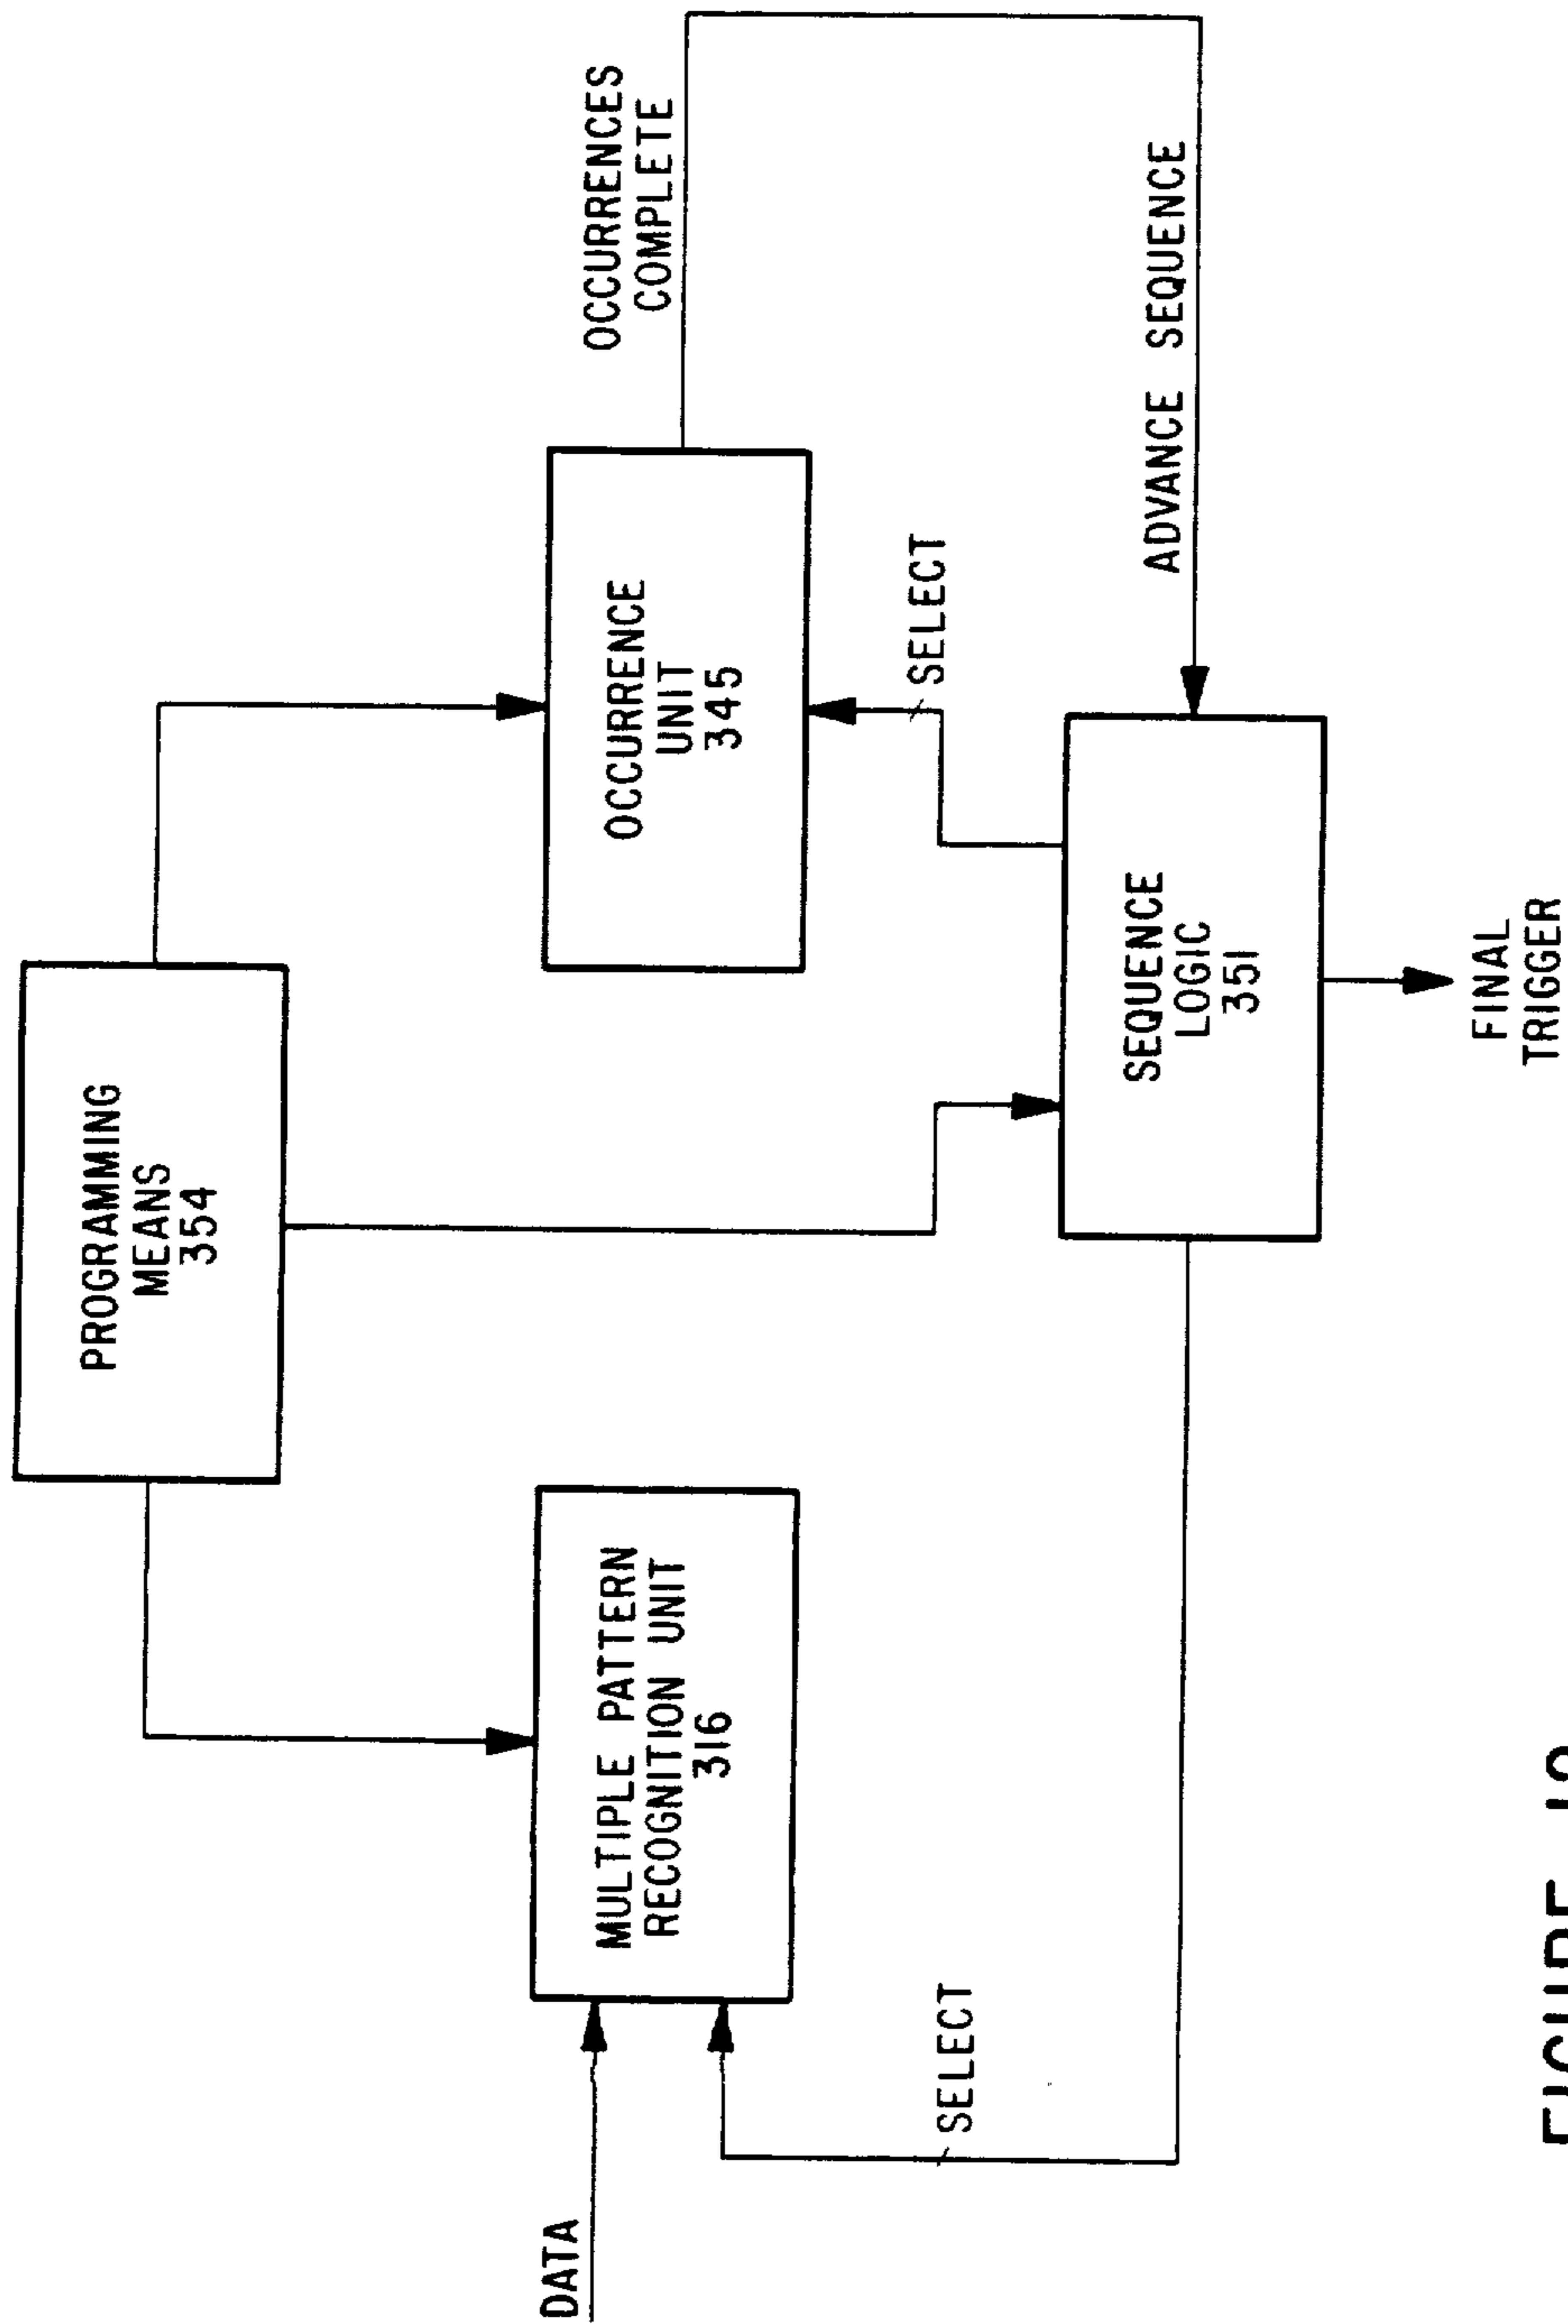 PROGRAMMING
MEANS
354
DATA
MULTIPLE PATTERN
RECOGNITION UNIT
316
OCCURRENCE
UNIT
345
OCCURRENCES
COMPLETE
SELECT
SELECT
SEQUENCE
LOGIC
351
ADVANCE SEQUENCE
FINAL
TRIGGER
FIGURE